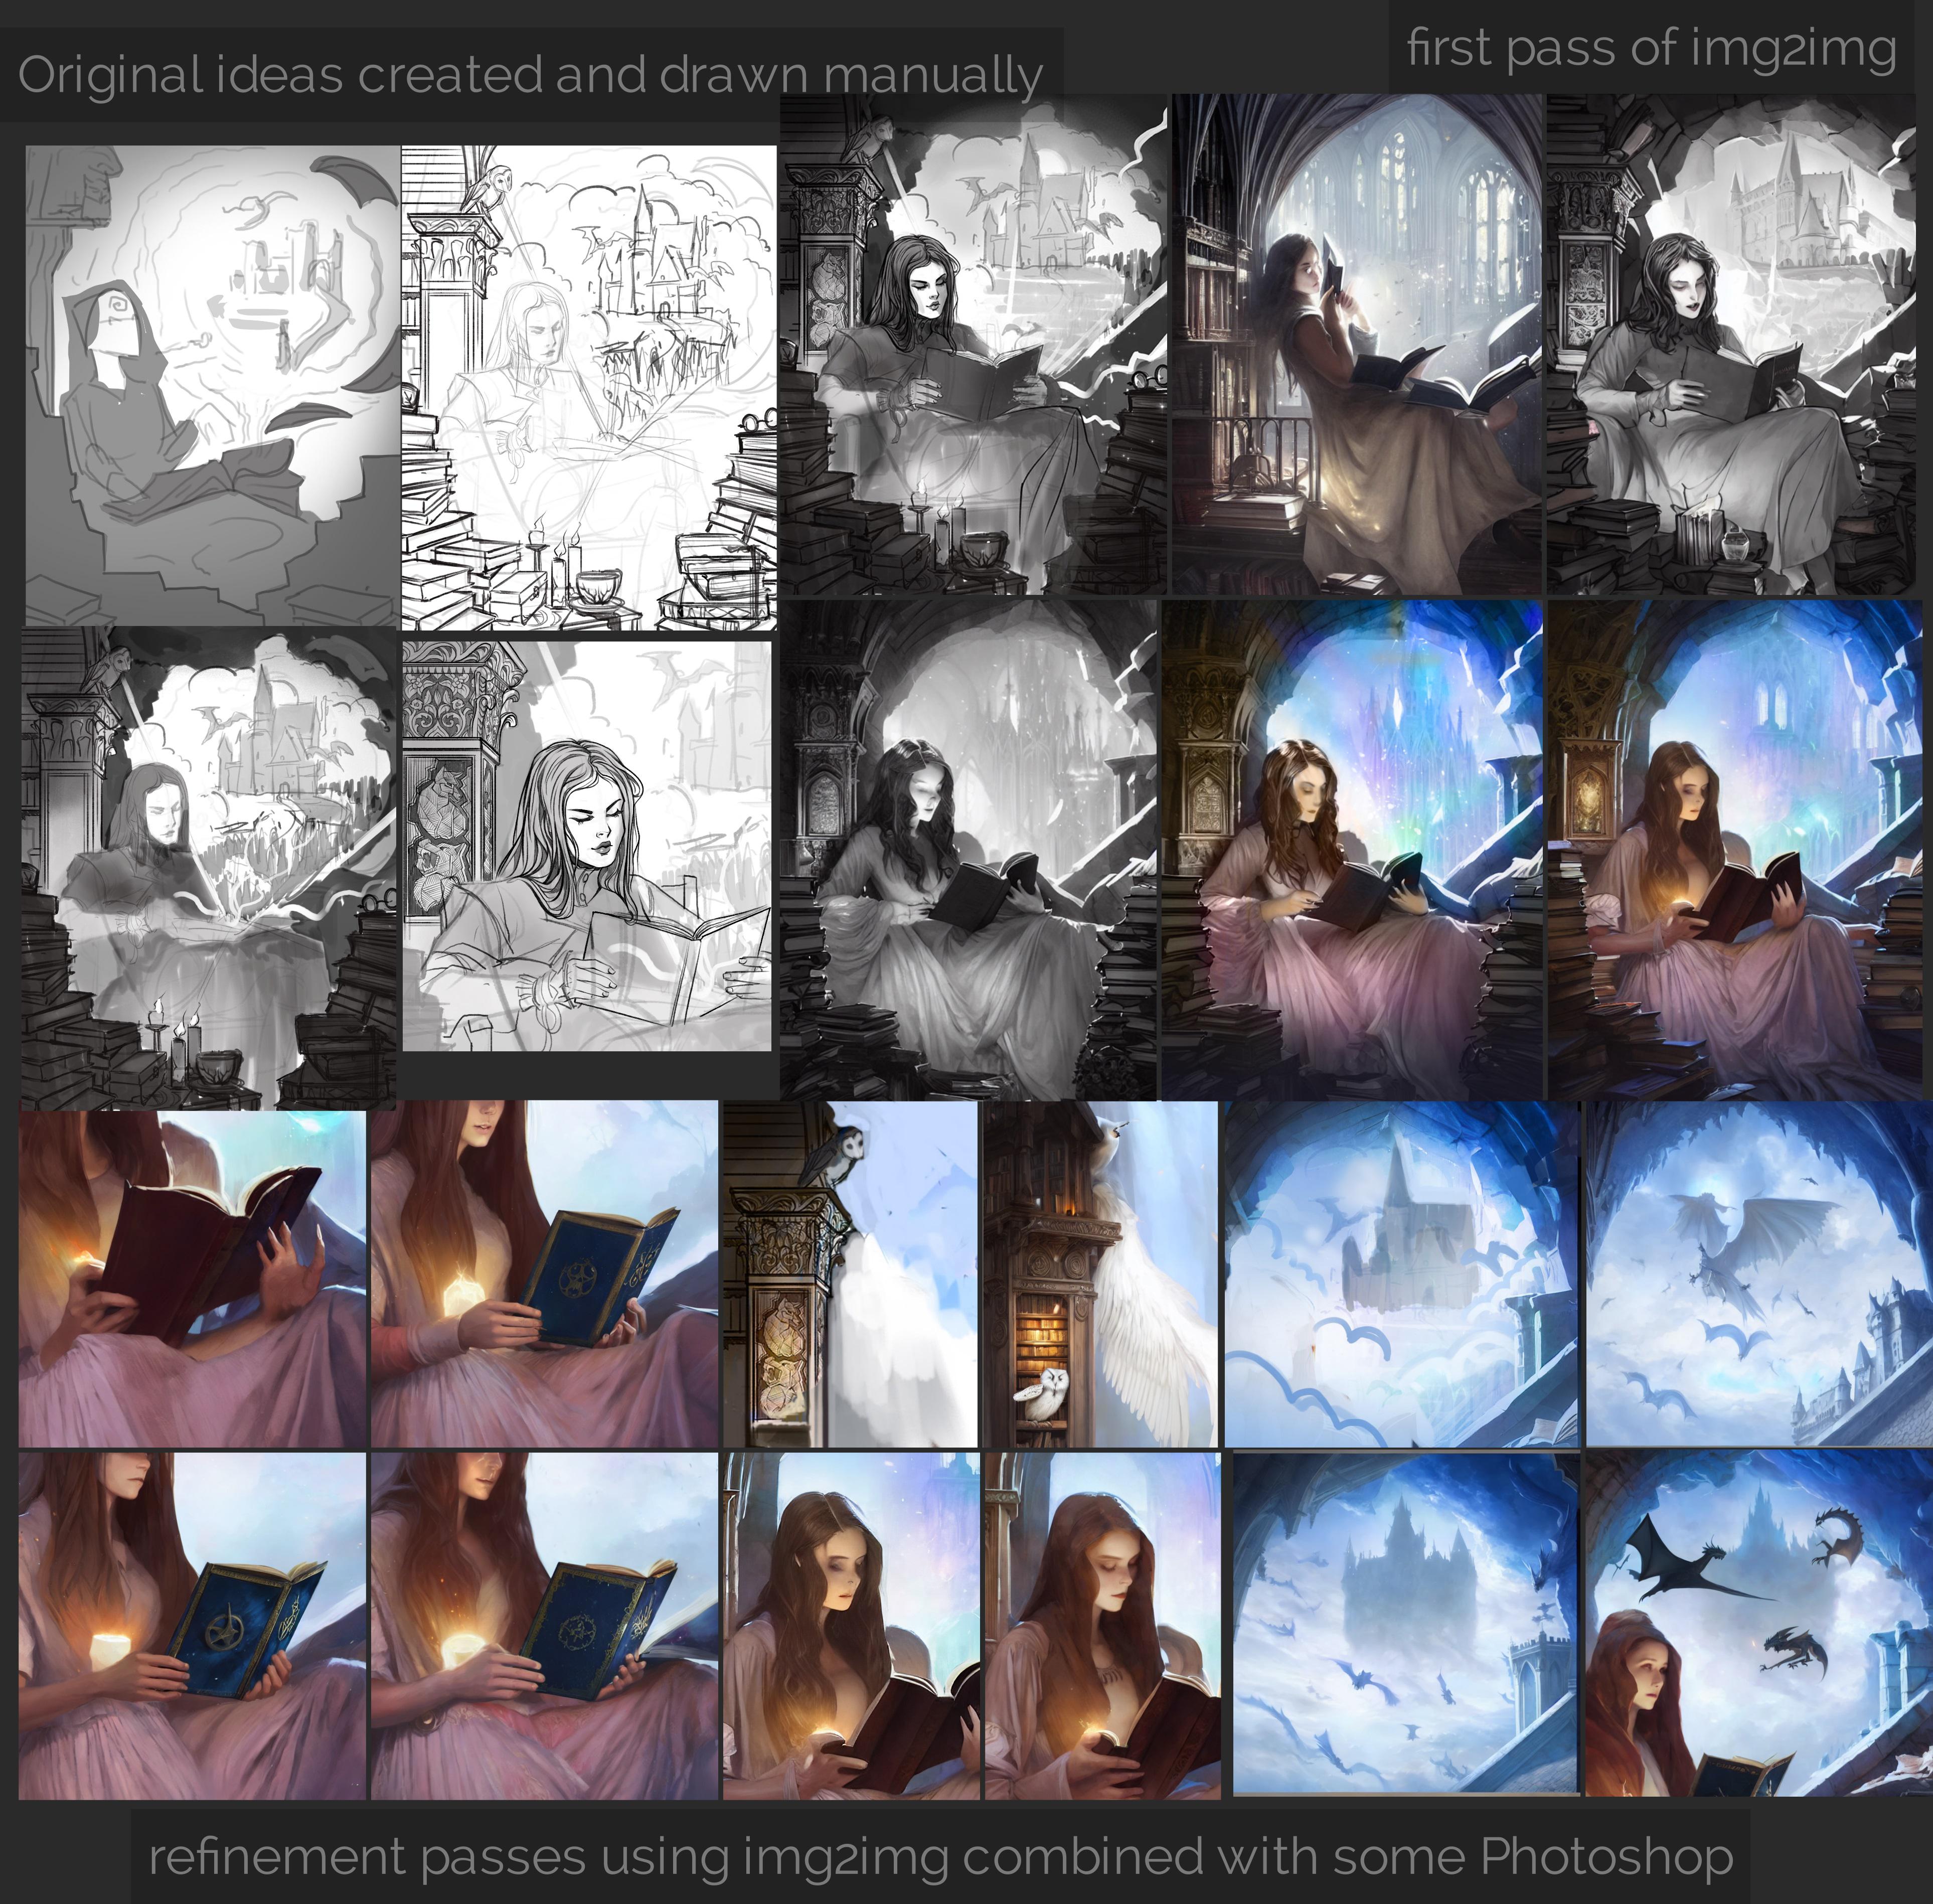 Original ideas created and drawn manually
first pass of img2img
refinement passes using img2img combined with some Photoshop